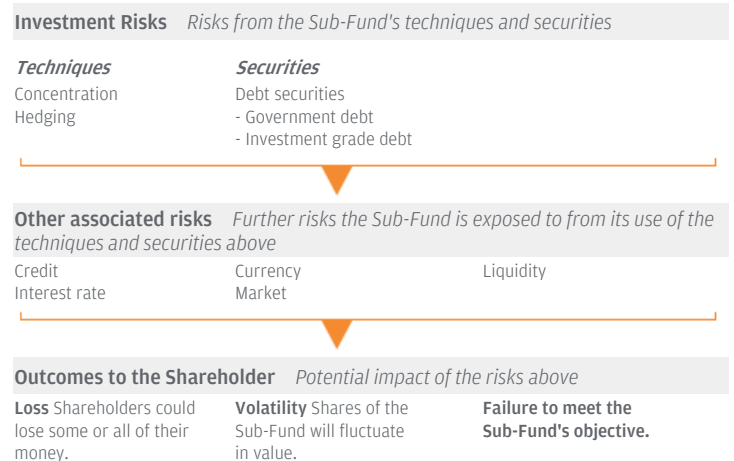 Investment Risks Risks from the Sub-Fund's techniques and securities
Techniques
Concentration
Hedging
Securities
Debt securities
- Government debt
- Investment grade debt
Other associated risks Further risks the Sub-Fund is exposed to from its use of the
techniques and securities above
Credit
Interest rate
Currency
Market
Liquidity
Outcomes to the Shareholder Potential impact of the risks above
Loss Shareholders could
lose some or all of their
money.
Volatility Shares of the
Sub-Fund will fluctuate
in value.
Failure to meet the
Sub-Fund's objective.